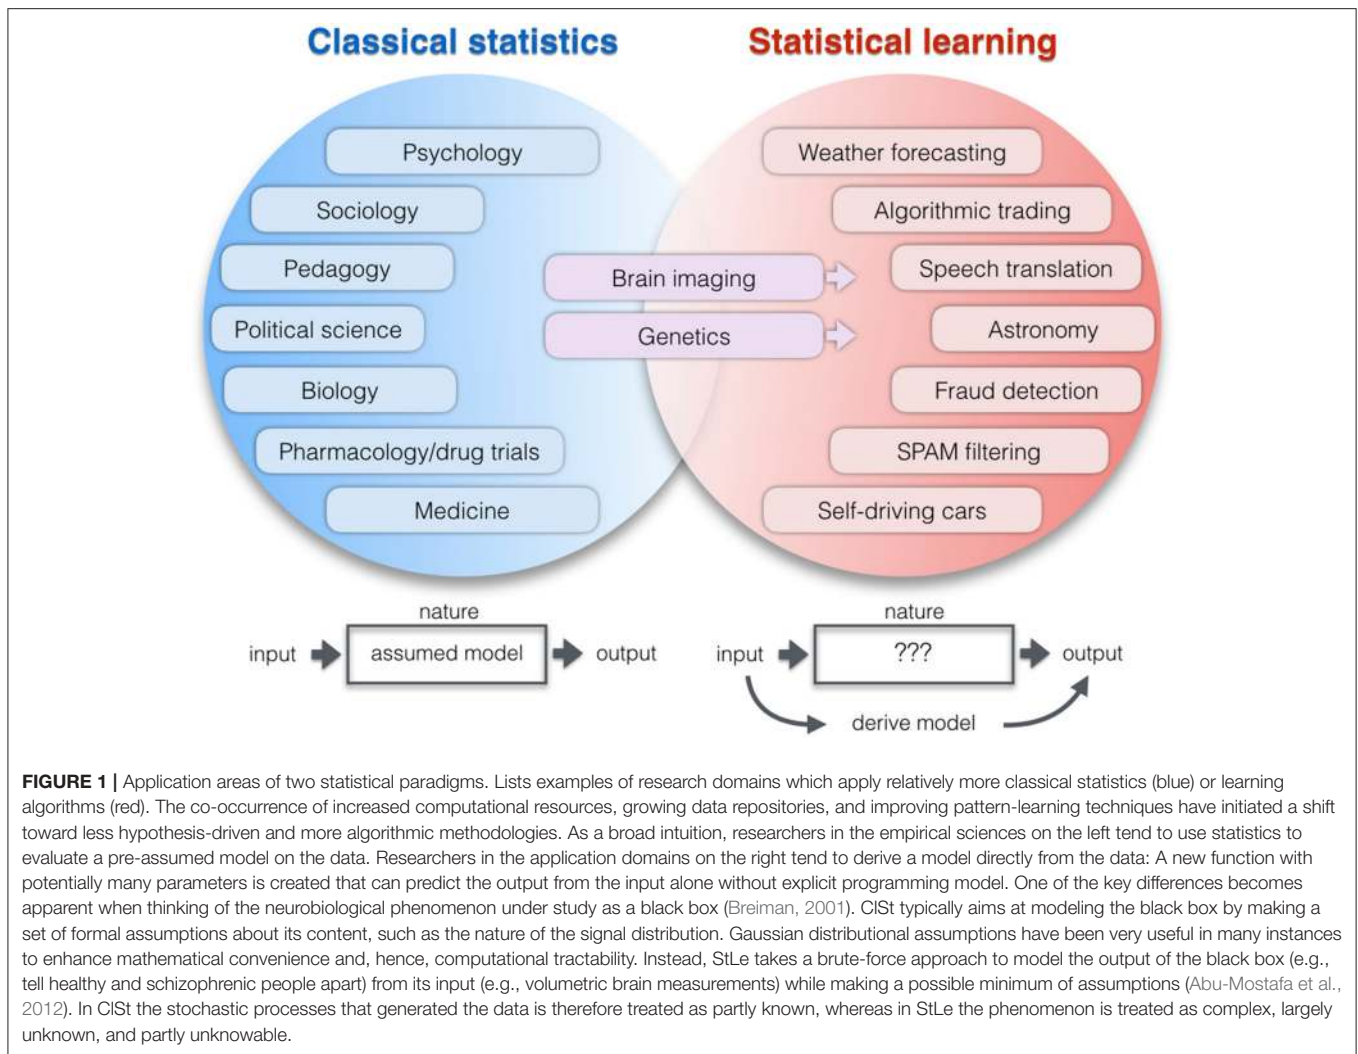 Classical statistics
Statistical learning
Psychology
Sociology
Pedagogy
Political science
Biology
Pharmacology/drug trials
Medicine
Brain imaging
Genetics
Weather forecasting
Algorithmic trading
Speech translation
Astronomy
Fraud detection
SPAM filtering
Self-driving cars
nature
input
assumed model
output
nature
input
???
output
derive model
FIGURE 1 | Application areas of two statistical paradigms. Lists examples of research domains which apply relatively more classical statistics (blue) or learning
algorithms (red). The co-occurrence of increased computational resources, growing data repositories, and improving pattern-learning techniques have initiated a shift
toward less hypothesis-driven and more algorithmic methodologies. As a broad intuition, researchers in the empirical sciences on the left tend to use statistics to
evaluate a pre-assumed model on the data. Researchers in the application domains on the right tend to derive a model directly from the data: A new function with
potentially many parameters is created that can predict the output from the input alone without explicit programming model. One of the key differences becomes
apparent when thinking of the neurobiological phenomenon under study as a black box (Breiman, 2001). ClSt typically aims at modeling the black box by making a
set of formal assumptions about its content, such as the nature of the signal distribution. Gaussian distributional assumptions have been very useful in many instances
to enhance mathematical convenience and, hence, computational tractability. Instead, StLe takes a brute-force approach to model the output of the black box (e.g.,
tell healthy and schizophrenic people apart) from its input (e.g., volumetric brain measurements) while making a possible minimum of assumptions (Abu-Mostafa et al.,
2012). In ClSt the stochastic processes that generated the data is therefore treated as partly known, whereas in StLe the phenomenon is treated as complex, largely
unknown, and partly unknowable.